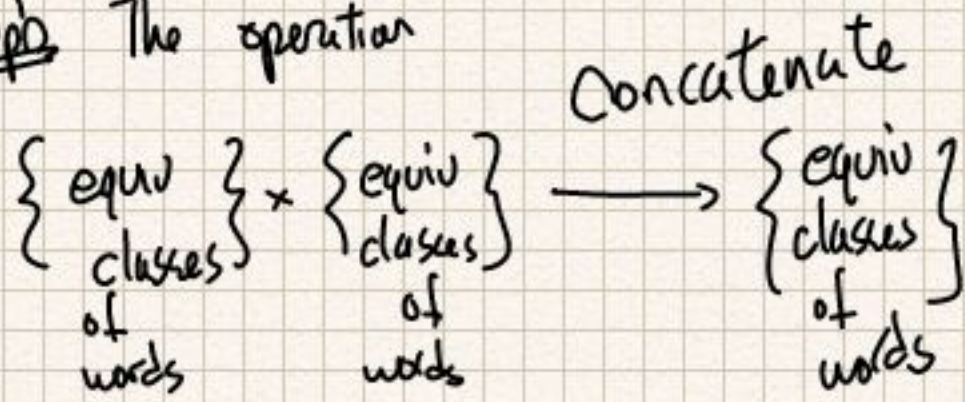 The operation
Concatenate
{ equiv } × { equiv } ⟶ { equiv }
classes classes classes
of of of
words words words